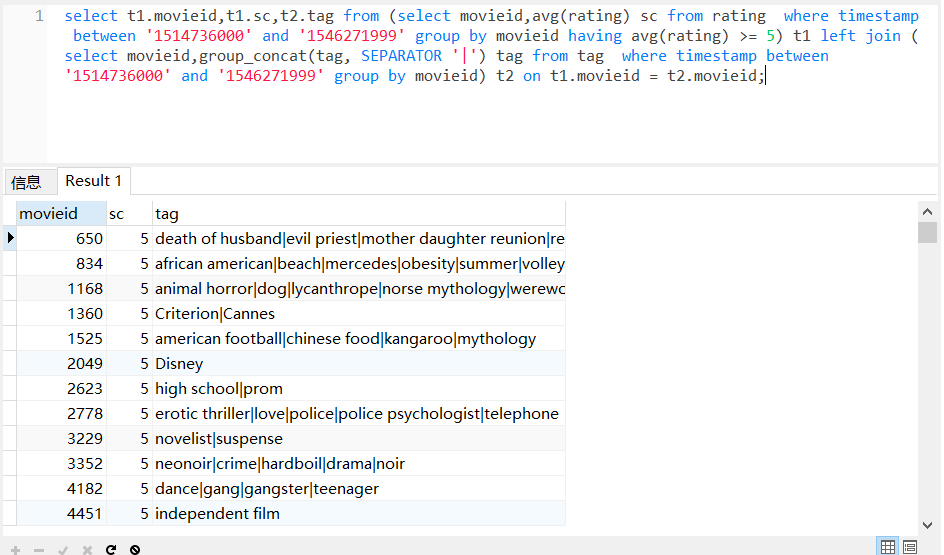 1 select t1.movieid,t1.sc,t2.tag from (select movieid,avg(rating) sc from rating  where timestamp
between '1514736000' and '1546271999' group by movieid having avg(rating) >= 5) t1 left join (
select movieid,group_concat(tag, SEPARATOR '|') tag from tag  where timestamp between
'1514736000' and '1546271999' group by movieid) t2 on t1.movieid = t2.movieid;
信息 Result 1
movieid sc tag
650 5 death of husband|evil priest|mother daughter reunion|re
834 5 african american|beach|mercedes|obesity|summer|volley
1168 5 animal horror|dog|lycanthrope|norse mythology|werewo
1360 5 Criterion|Cannes
1525 5 american football|chinese food|kangaroo|mythology
2049 5 Disney
2623 5 high school|prom
2778 5 erotic thriller|love|police|police psychologist|telephone
3229 5 novelist|suspense
3352 5 neonoir|crime|hardboil|drama|noir
4182 5 dance|gang|gangster|teenager
4451 5 independent film